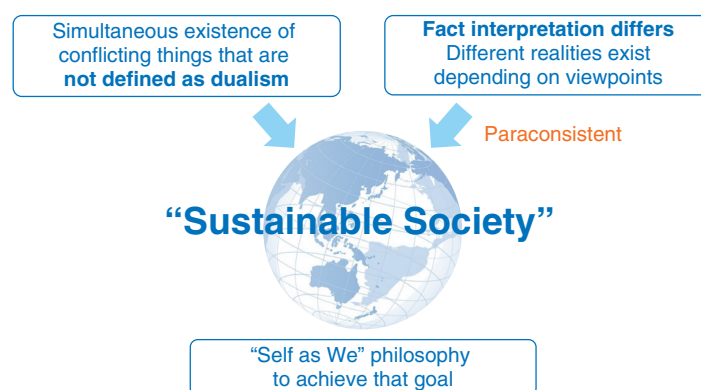 Simultaneous existence of
conflicting things that are
not defined as dualism
Fact interpretation differs
Different realities exist
depending on viewpoints
Paraconsistent
“Sustainable Society”
“Self as We” philosophy
to achieve that goal